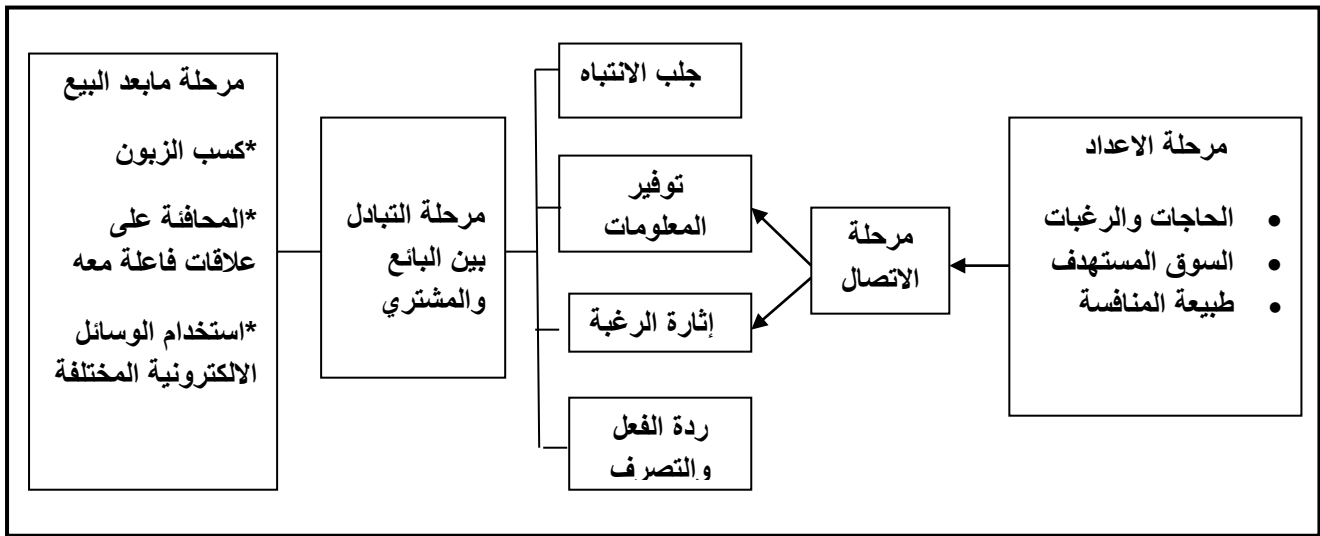 مرحلة الاعداد
الحاجات والرغبات
السوق المستهدف
طبيعة المنافسة
مرحلة
الاتصال
جلب الانتباه
توفير
المعلومات
إثارة الرغبة
ردة الفعل
والتصرف
مرحلة التبادل
بين البائع
والمشتري
مرحلة مابعد البيع
*كسب الزبون
*المحافئة على
علاقات فاعلة معه
*استخدام الوسائل
الالكترونية المختلفة